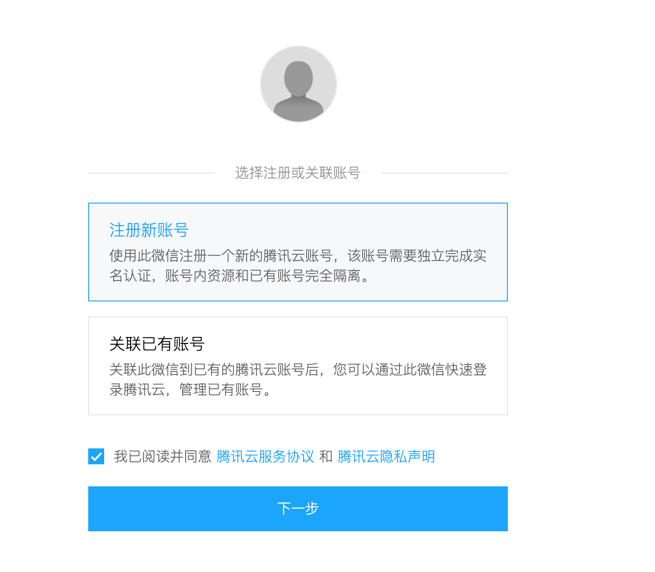 选择注册或关联账号
注册新账号
使用此微信注册一个新的腾讯云账号，该账号需要独立完成实
名认证，账号内资源和已有账号完全隔离。
关联已有账号
关联此微信到已有的腾讯云账号后，您可以通过此微信快速登
录腾讯云，管理已有账号。
我已阅读并同意 腾讯云服务协议 和 腾讯云隐私声明
下一步